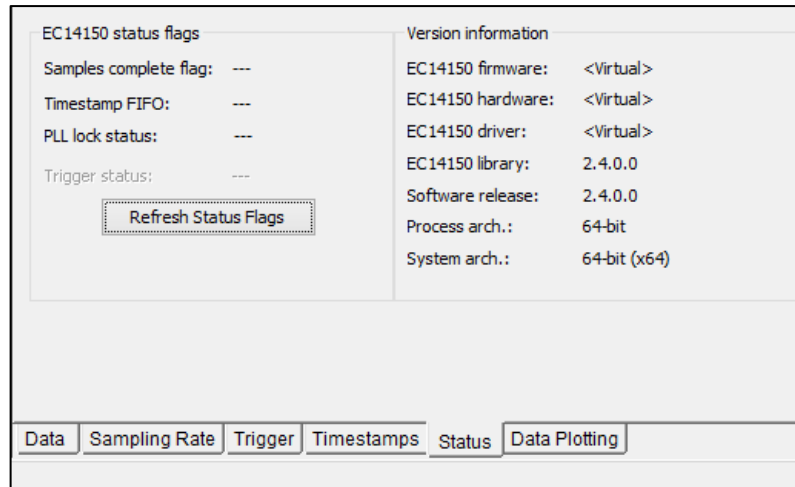 EC14150 status flags
Samples complete flag: ---
Timestamp FIFO: ---
PLL lock status: ---
Trigger status: ---
Refresh Status Flags
Version information
EC14150 firmware: <Virtual>
EC14150 hardware: <Virtual>
EC14150 driver: <Virtual>
EC14150 library: 2.4.0.0
Software release: 2.4.0.0
Process arch.: 64-bit
System arch.: 64-bit (x64)
Data Sampling Rate Trigger Timestamps Status Data Plotting